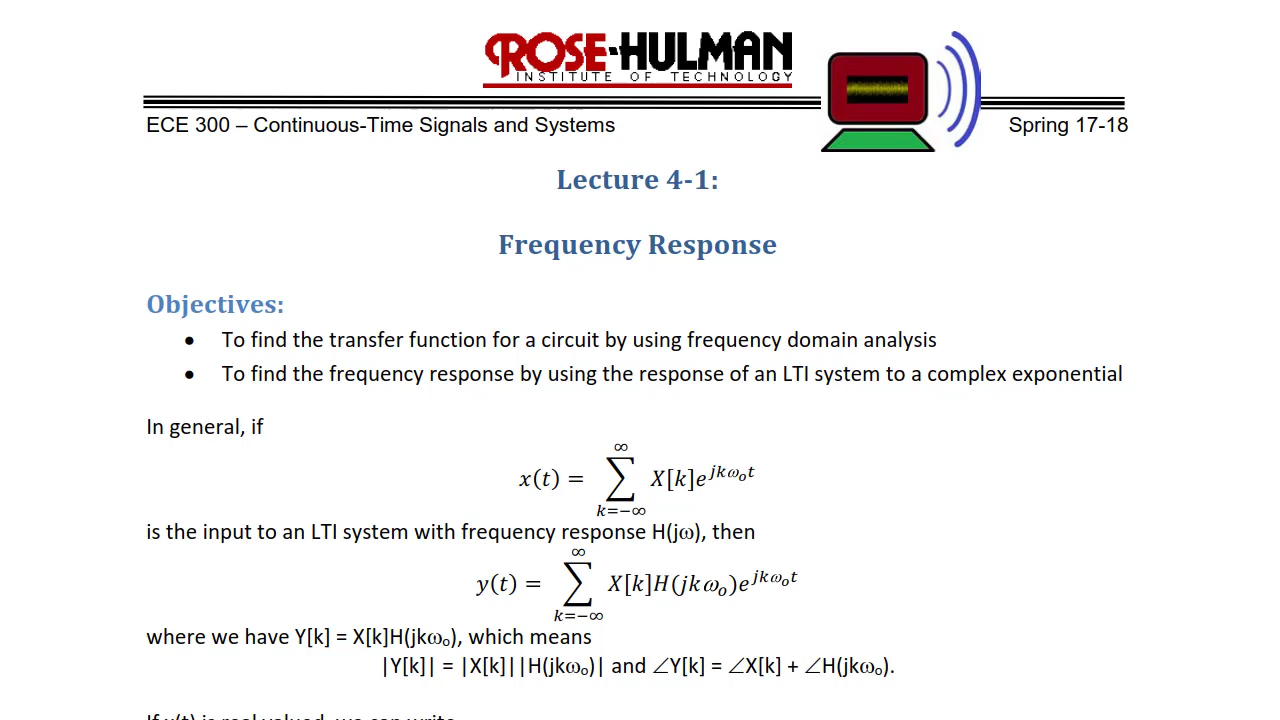 ROSE-HULMAN
INSTITUTE OF TECHNOLOGY
ECE 300 – Continuous-Time Signals and Systems Spring 17-18
Lecture 4-1:
Frequency Response
Objectives:
• To find the transfer function for a circuit by using frequency domain analysis
• To find the frequency response by using the response of an LTI system to a complex exponential
In general, if
x(t) = ∑_{k=−∞}^{∞} X[k]e^{jkω₀t}
is the input to an LTI system with frequency response H(jω), then
y(t) = ∑_{k=−∞}^{∞} X[k]H(jkω₀)e^{jkω₀t}
where we have Y[k] = X[k]H(jkω₀), which means
|Y[k]| = |X[k]||H(jkω₀)| and ∠Y[k] = ∠X[k] + ∠H(jkω₀).